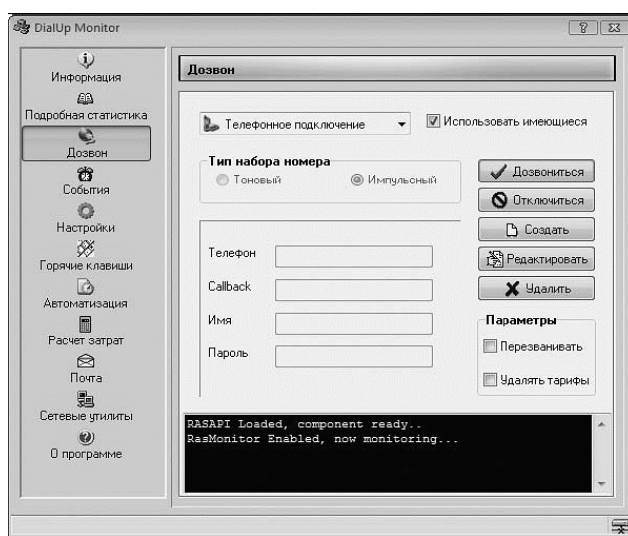 DialUp Monitor
Информация
Подробная статистика
Дозвон
События
Настройки
Горячие клавиши
Автоматизация
Расчет затрат
Почта
Сетевые утилиты
О программе
Дозвон
Телефонное подключение
Использовать имеющиеся
Тип набора номера
Тоновый
Импульсный
Дозвониться
Отключиться
Создать
Редактировать
Удалить
Телефон
Callback
Имя
Пароль
Параметры
Перезванивать
Удалять тарифы
RASAPI Loaded, component ready..
RasMonitor Enabled, now monitoring...